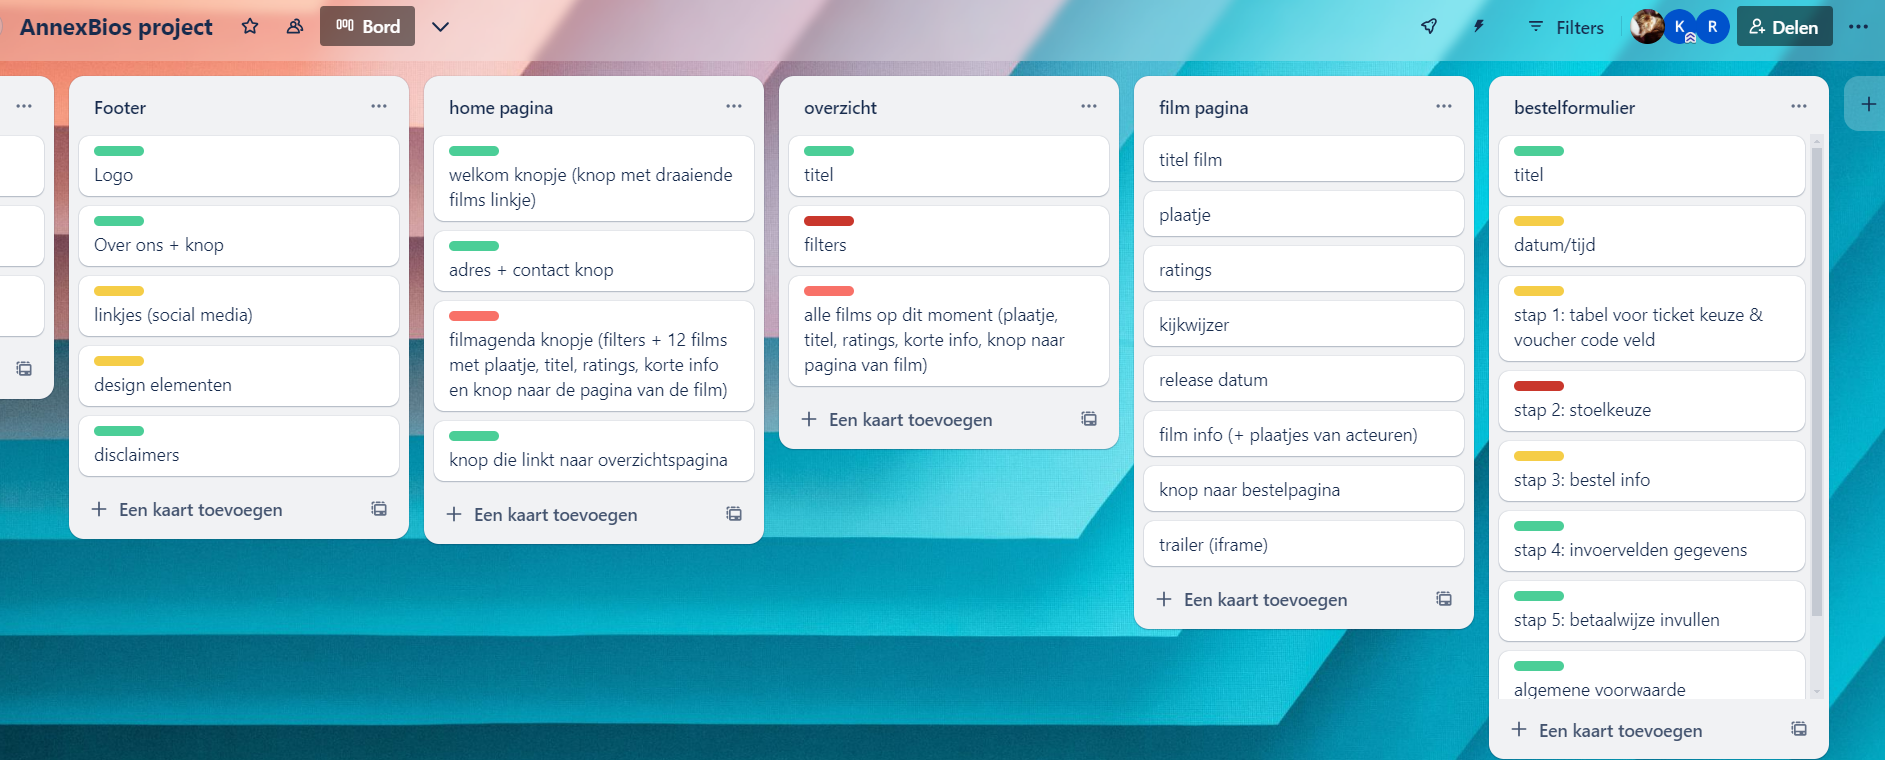 AnnexBios project
Bord
Filters
K
R
Delen
Footer
Logo
Over ons + knop
linkjes (social media)
design elementen
disclaimers
Een kaart toevoegen
home pagina
welkom knopje (knop met draaiende
films linkje)
adres + contact knop
filmagenda knopje (filters + 12 films
met plaatje, titel, ratings, korte info
en knop naar de pagina van de film)
knop die linkt naar overzichtspagina
Een kaart toevoegen
overzicht
titel
filters
alle films op dit moment (plaatje,
titel, ratings, korte info, knop naar
pagina van film)
Een kaart toevoegen
film pagina
titel film
plaatje
ratings
kijkwijzer
release datum
film info (+ plaatjes van acteuren)
knop naar bestelpagina
trailer (iframe)
Een kaart toevoegen
bestelformulier
titel
datum/tijd
stap 1: tabel voor ticket keuze &
voucher code veld
stap 2: stoelkeuze
stap 3: bestel info
stap 4: invoervelden gegevens
stap 5: betaalwijze invullen
algemene voorwaarde
Een kaart toevoegen